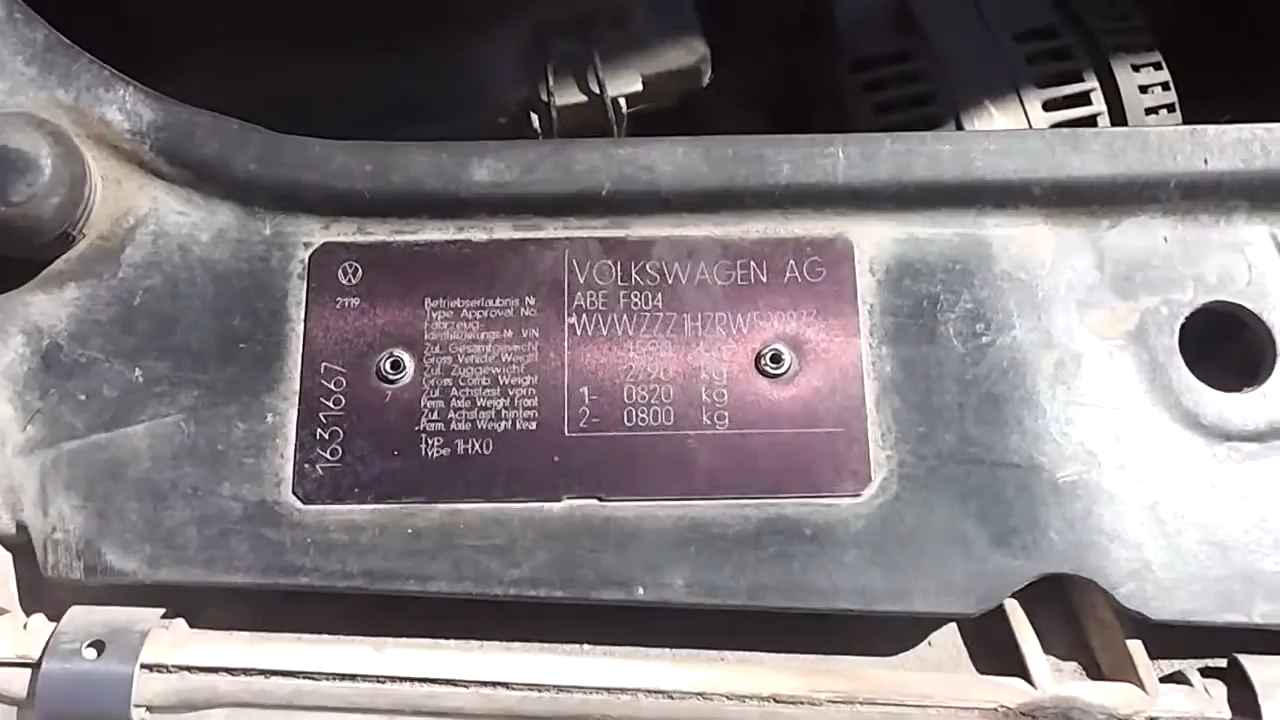 2119
1631667
Betriebserlaubnis Nr
Type Approval No.
Fahrzeug-
Identifizierungs-Nr. VIN
Zul. Gesamtgewicht
Gross Vehicle Weight
Zul. Zuggewicht
Gross Comb. Weight
Zul. Achslast vorn
Perm. Axle Weight Front
Zul. Achslast hinten
Perm. Axle Weight Rear
Typ
Type 1HX0
VOLKSWAGEN AG
ABE F804
kg
2790 kg
1- 0820 kg
2- 0800 kg